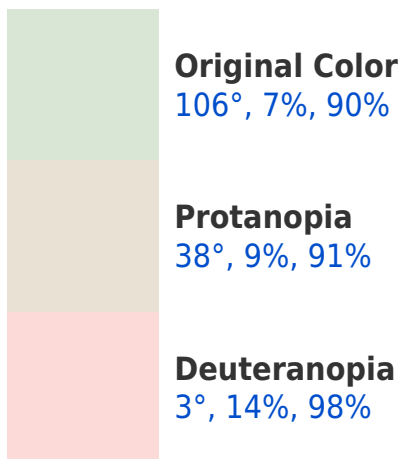 Original Color
106°, 7%, 90%
Protanopia
38°, 9%, 91%
Deuteranopia
3°, 14%, 98%